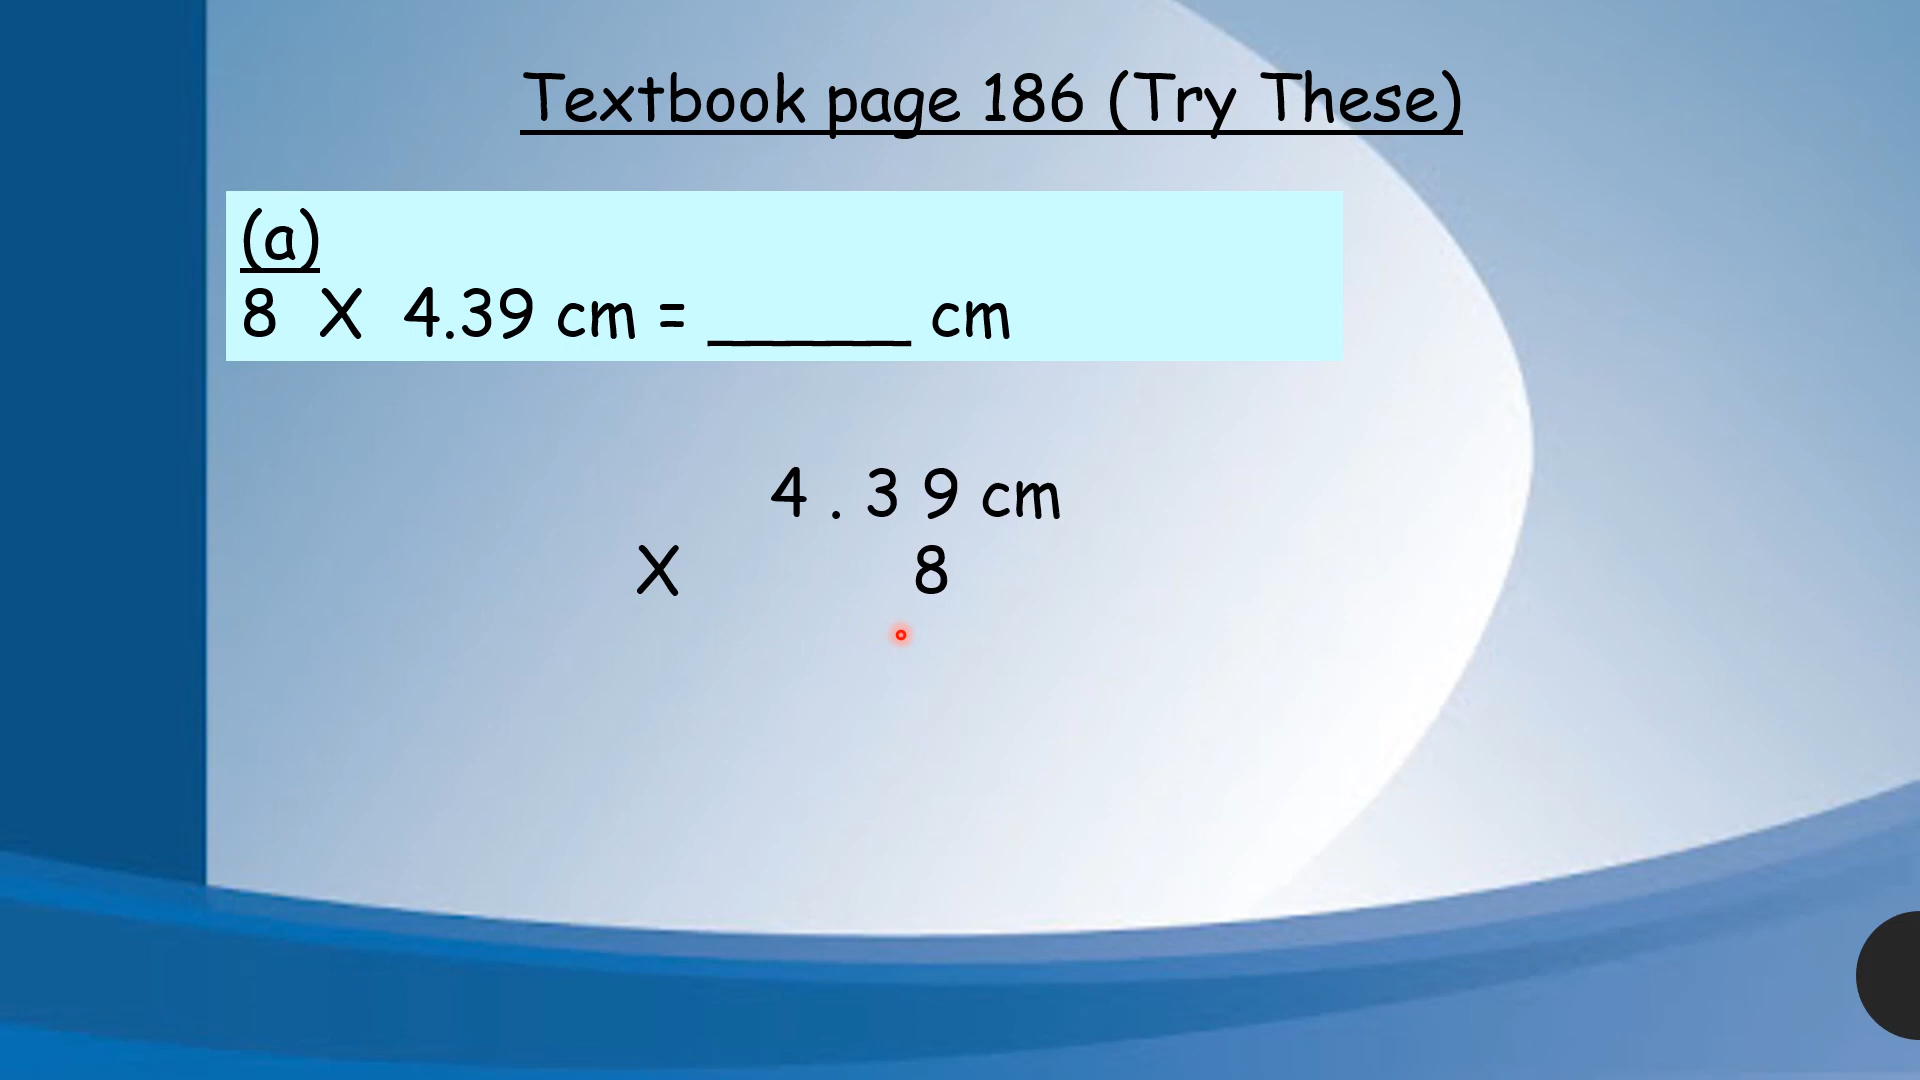 Textbook page 186 (Try These)
(a)
8 X 4.39 cm = ______ cm
4 . 3 9 cm
X 8